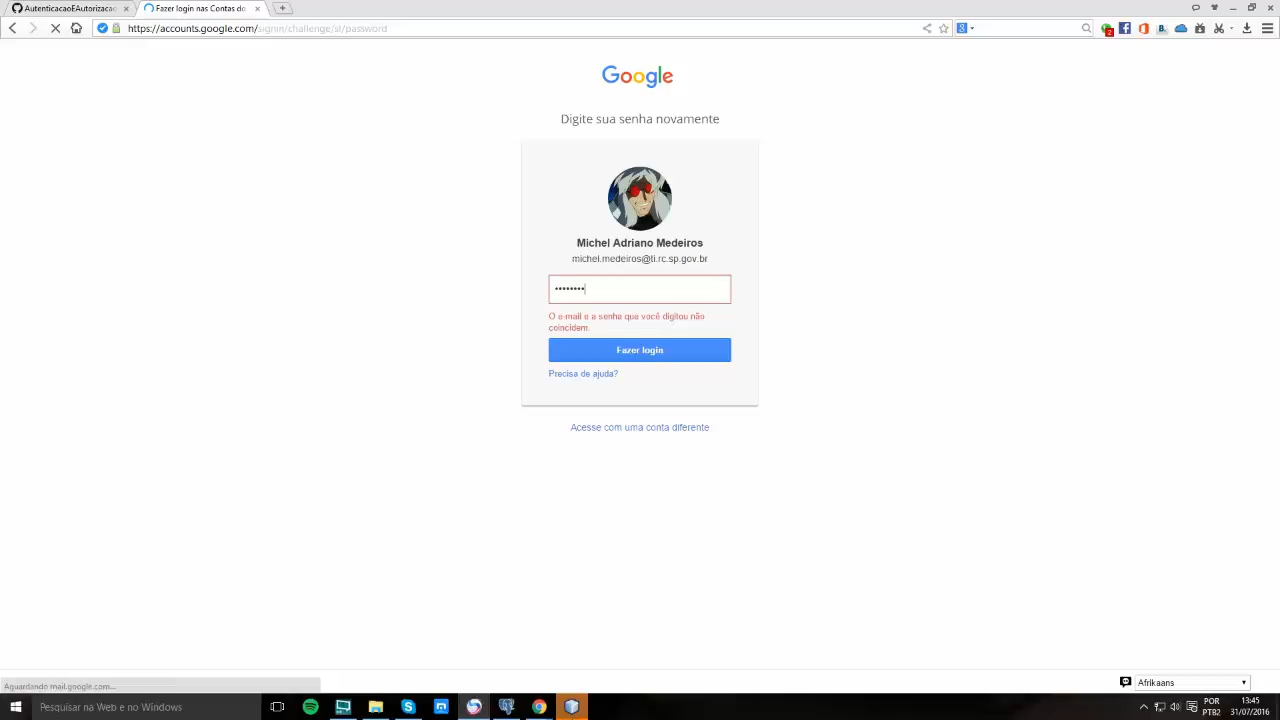 AutenticacaoEAutorizacao
Fazer login nas Contas do
https://accounts.google.com/signin/challenge/sl/password
2
Google
Digite sua senha novamente
Michel Adriano Medeiros
michel.medeiros@ti.rc.sp.gov.br
••••••••
O e-mail e a senha que você digitou não
coincidem.
Fazer login
Precisa de ajuda?
Acesse com uma conta diferente
Aguardando mail.google.com...
Afrikaans
Pesquisar na Web e no Windows
POR
PTB2
13:45
31/07/2016